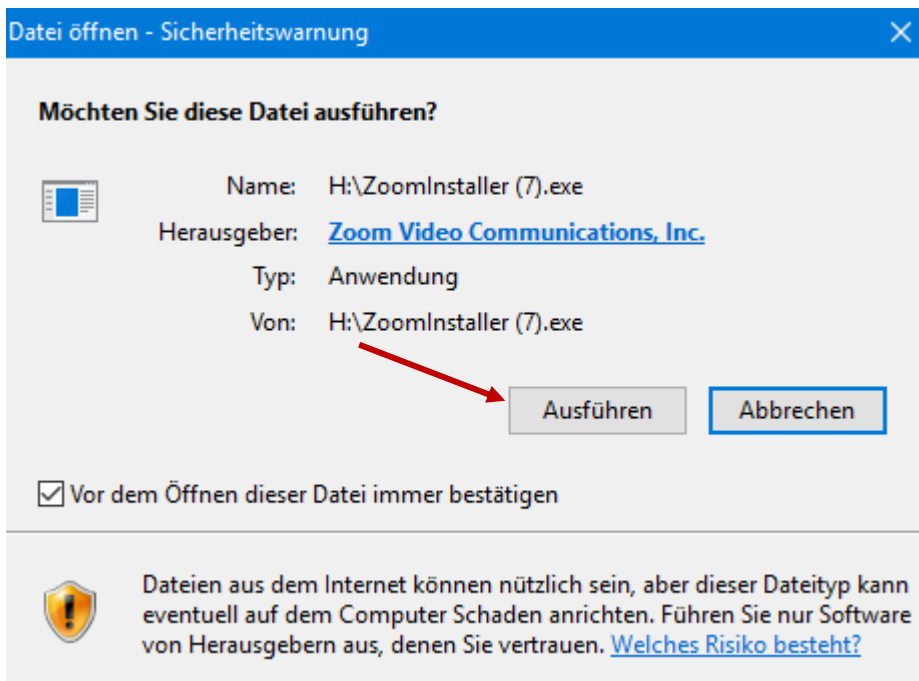 Datei öffnen - Sicherheitswarnung
Möchten Sie diese Datei ausführen?
Name: H:\ZoomInstaller (7).exe
Herausgeber: Zoom Video Communications, Inc.
Typ: Anwendung
Von: H:\ZoomInstaller (7).exe
Ausführen Abbrechen
Vor dem Öffnen dieser Datei immer bestätigen
Dateien aus dem Internet können nützlich sein, aber dieser Dateityp kann
eventuell auf dem Computer Schaden anrichten. Führen Sie nur Software
von Herausgebern aus, denen Sie vertrauen. Welches Risiko besteht?